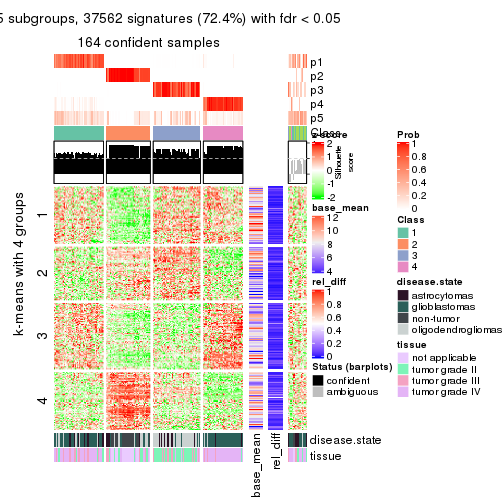 5 subgroups, 37562 signatures (72.4%) with fdr < 0.05
164 confident samples
p1
p2
p3
p4
p5
Class
Silhouette
score
k-means with 4 groups
1
2
3
4
base_mean
rel_diff
disease.state
tissue
z-score
2
1
0
-1
-2
base_mean
12
10
8
6
4
rel_diff
1
0.8
0.6
0.4
0.2
0
Status (barplots)
confident
ambiguous
Prob
1
0.8
0.6
0.4
0.2
0
Class
1
2
3
4
disease.state
astrocytomas
glioblastomas
non-tumor
oligodendrogliomas
tissue
not applicable
tumor grade II
tumor grade III
tumor grade IV